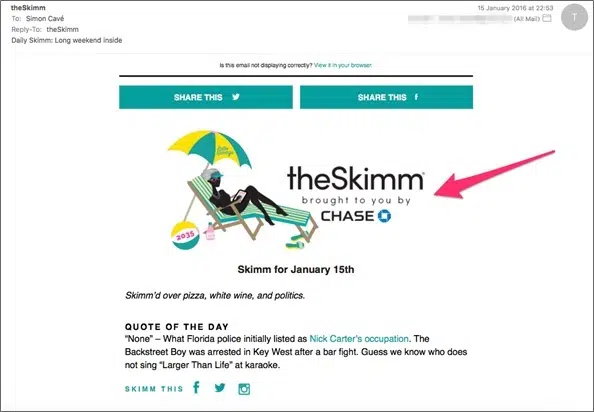 theSkimm
15 January 2016 at 22:53
To: Simon Cavé
(All Mail)
T
Reply-To: theSkimm
Daily Skimm: Long weekend inside
Is this email not displaying correctly? View it in your browser.
SHARE THIS
SHARE THIS
theSkimm
brought to you by
CHASE
2035
Skimm for January 15th
Skimm'd over pizza, white wine, and politics.
QUOTE OF THE DAY
"None" – What Florida police initially listed as Nick Carter's occupation. The
Backstreet Boy was arrested in Key West after a bar fight. Guess we know who does
not sing "Larger Than Life" at karaoke.
SKIMM THIS